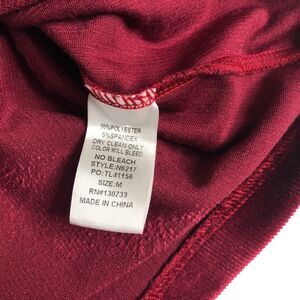 95%POLYESTER
5%SPANDEX
DRY CLEAN ONLY
COLOR WILL BLEED
NO BLEACH
STYLE:N6217
PO:TL41156
SIZE:M
RN#130733
MADE IN CHINA